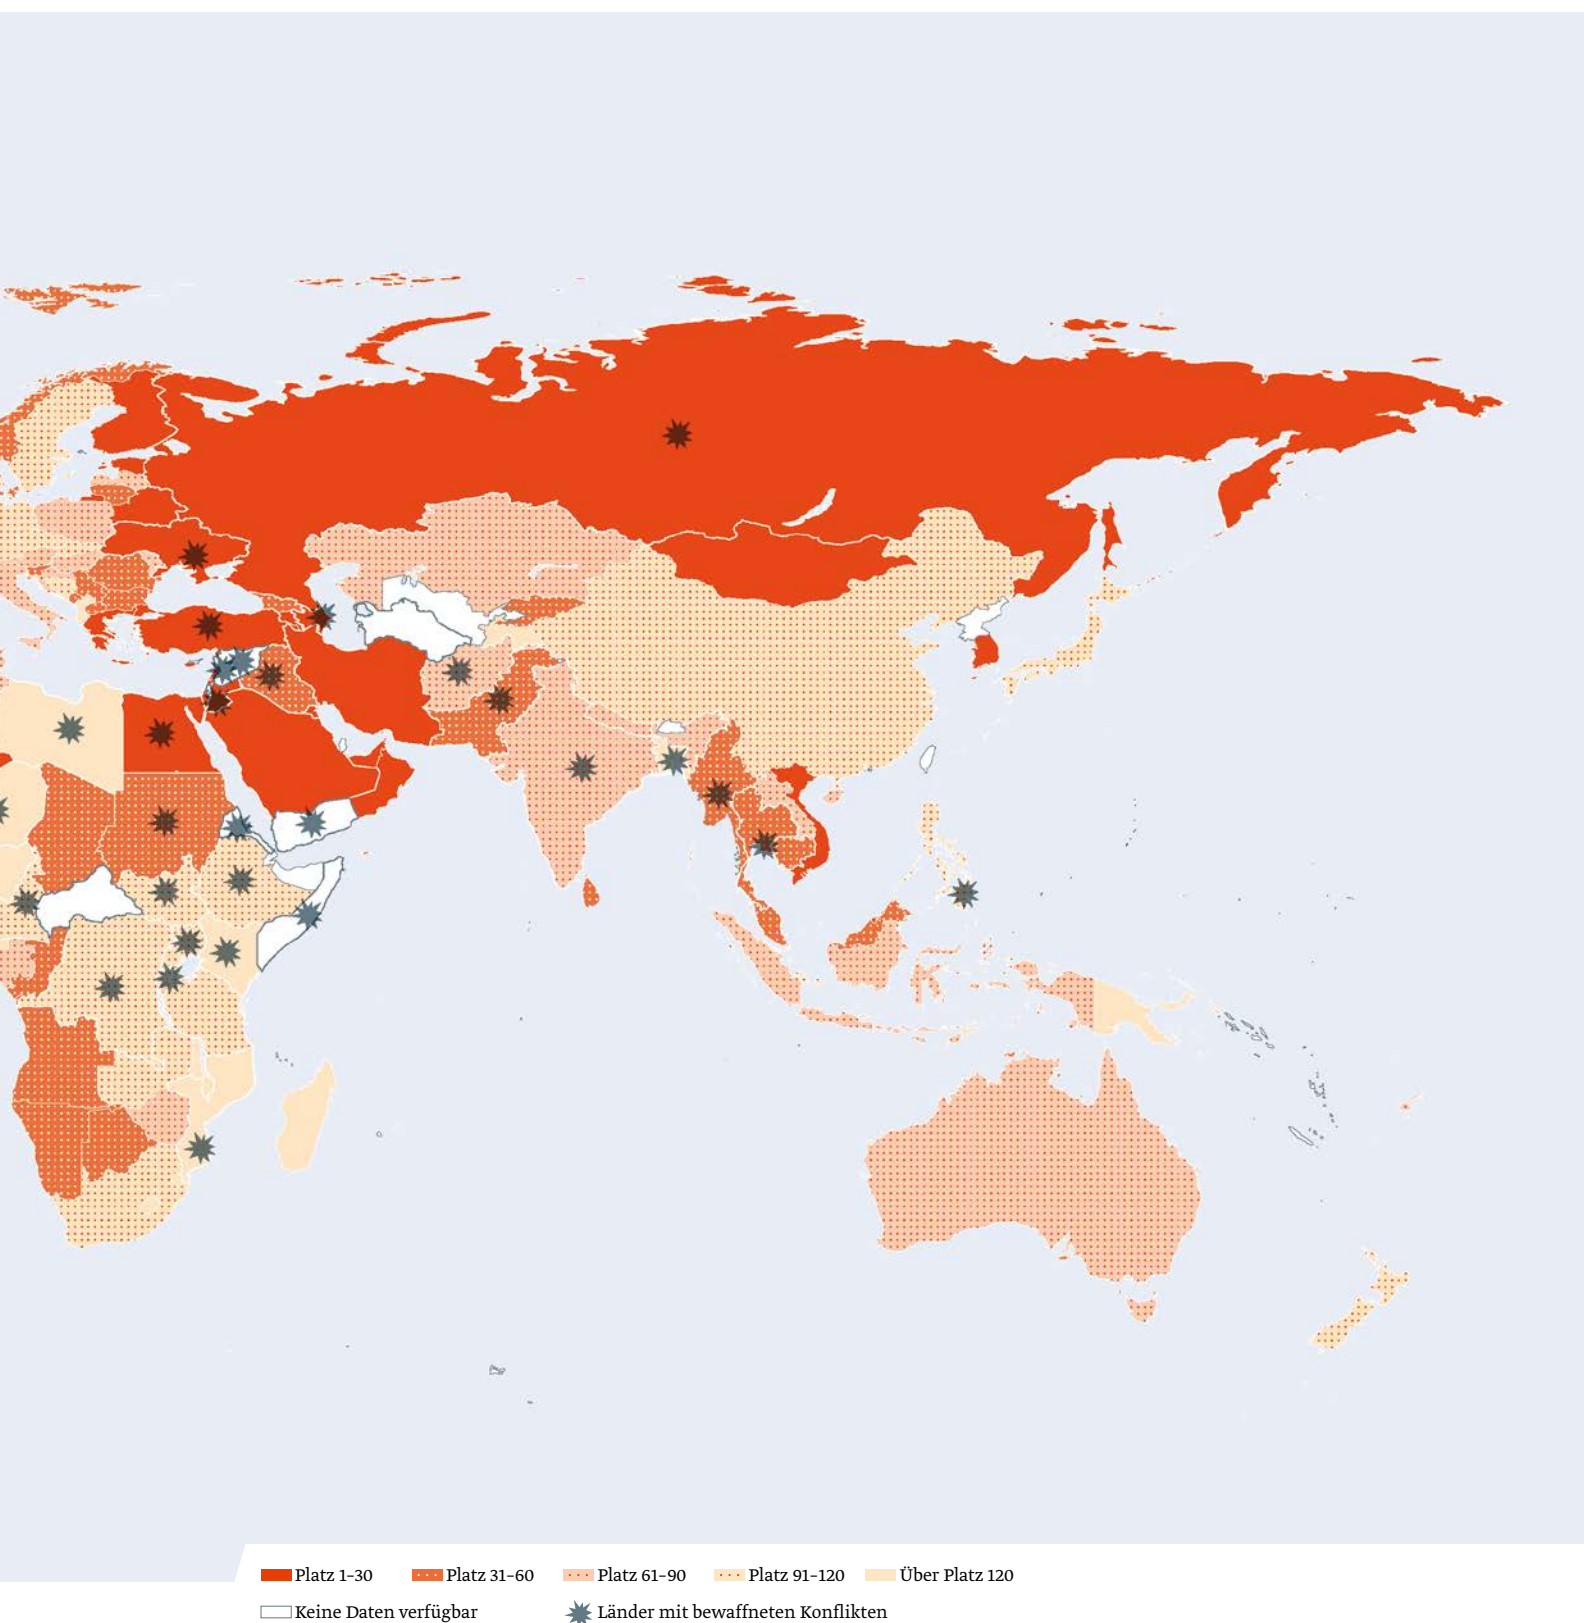 Platz 1–30 Platz 31–60 Platz 61–90 Platz 91–120 Über Platz 120
Keine Daten verfügbar Länder mit bewaffneten Konflikten